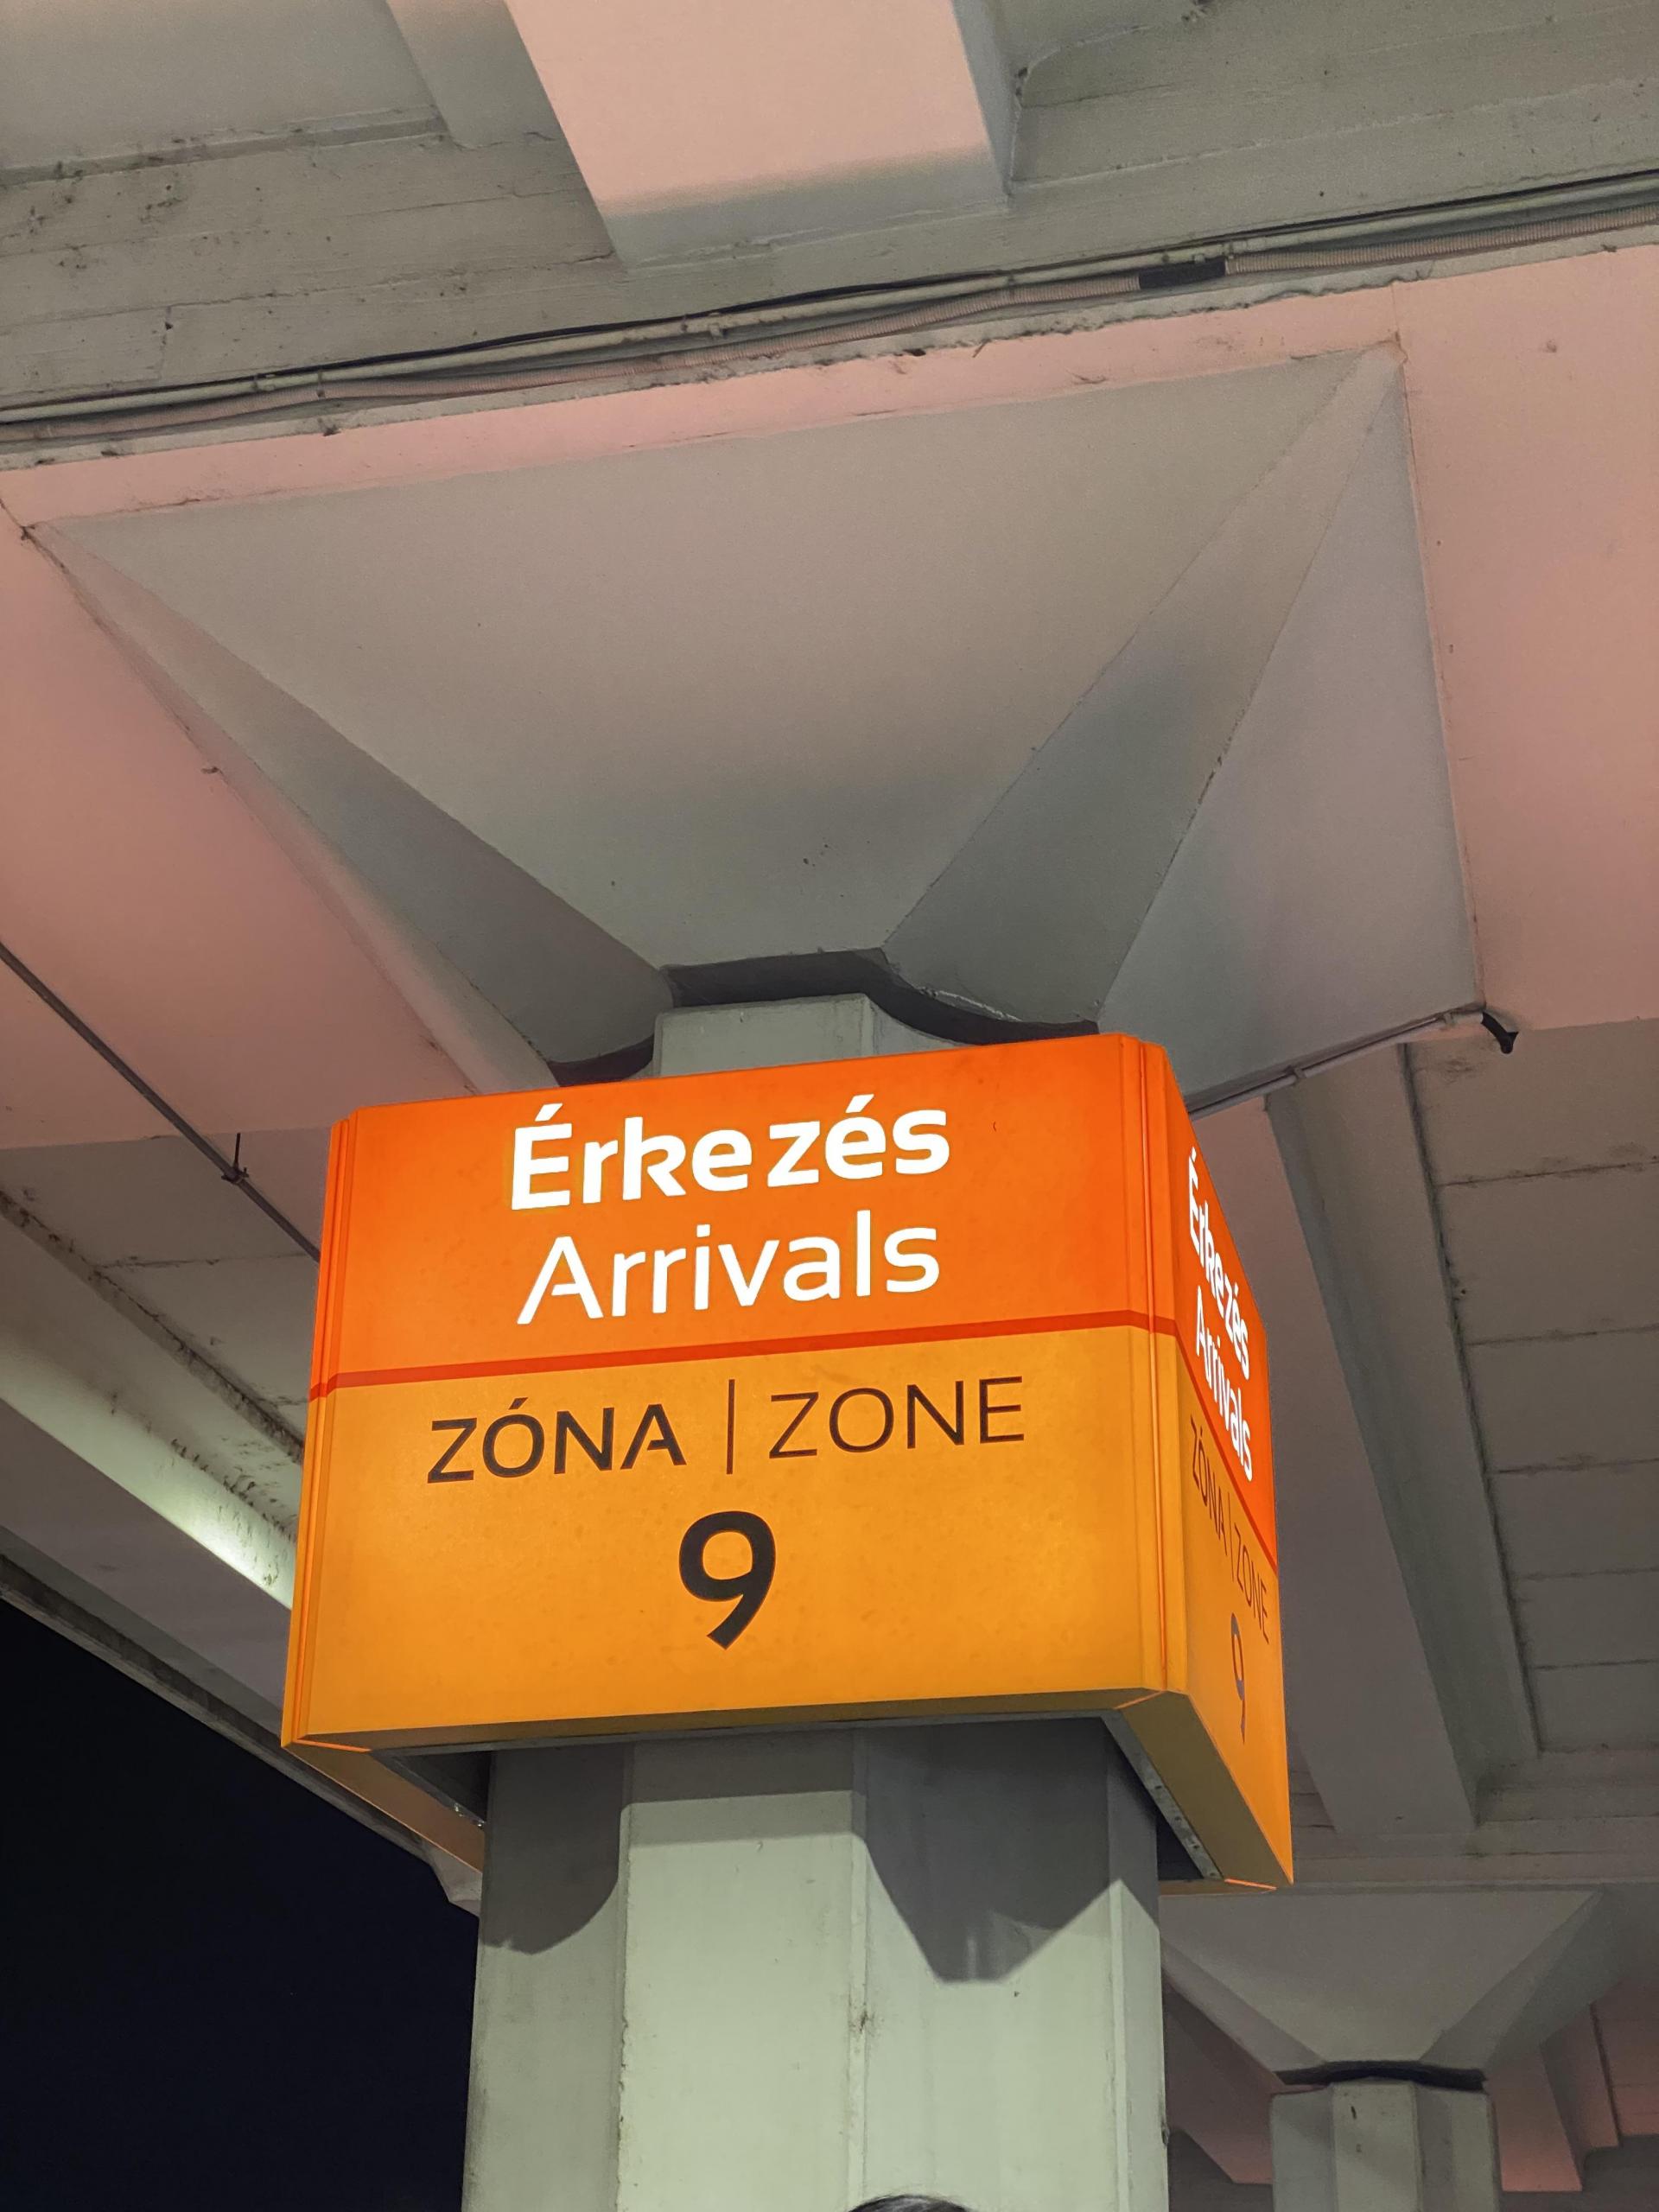 Érkezés
Arrivals
ZÓNA | ZONE
9
Érkezés
Arrivals
ZÓNA | ZONE
9